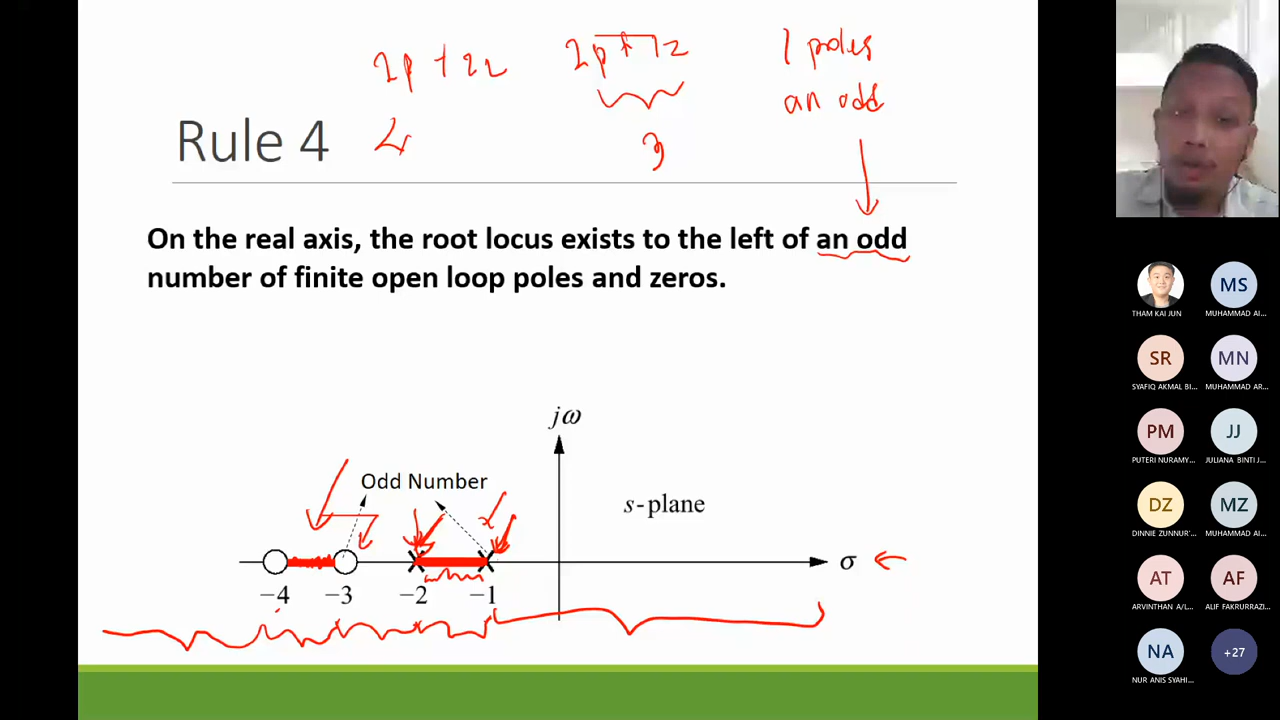 2p + 2z
2p + 1z
1 poles
an odd
4
3
Rule 4
On the real axis, the root locus exists to the left of an odd
number of finite open loop poles and zeros.
jω
Odd Number
s-plane
σ
−4
−3
−2
−1
THAM KAI JUN
MS
MUHAMMAD AI...
SR
SYAFIQ AKMAL BI...
MN
MUHAMMAD AR...
PM
PUTERI NURAMY...
JJ
JULIANA BINTI J...
DZ
DINNIE ZUNNUR'...
MZ
MUHAMMAD AI...
AT
ARVINTHAN A/L...
AF
ALIF FAKRURRAZI...
NA
NUR ANIS SYAHI...
+27